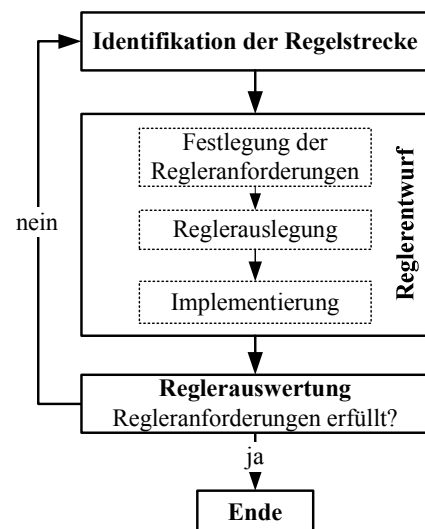 Identifikation der Regelstrecke
Festlegung der
Regleranforderungen
Reglerauslegung
Implementierung
Reglerentwurf
nein
Reglerauswertung
Regleranforderungen erfüllt?
ja
Ende